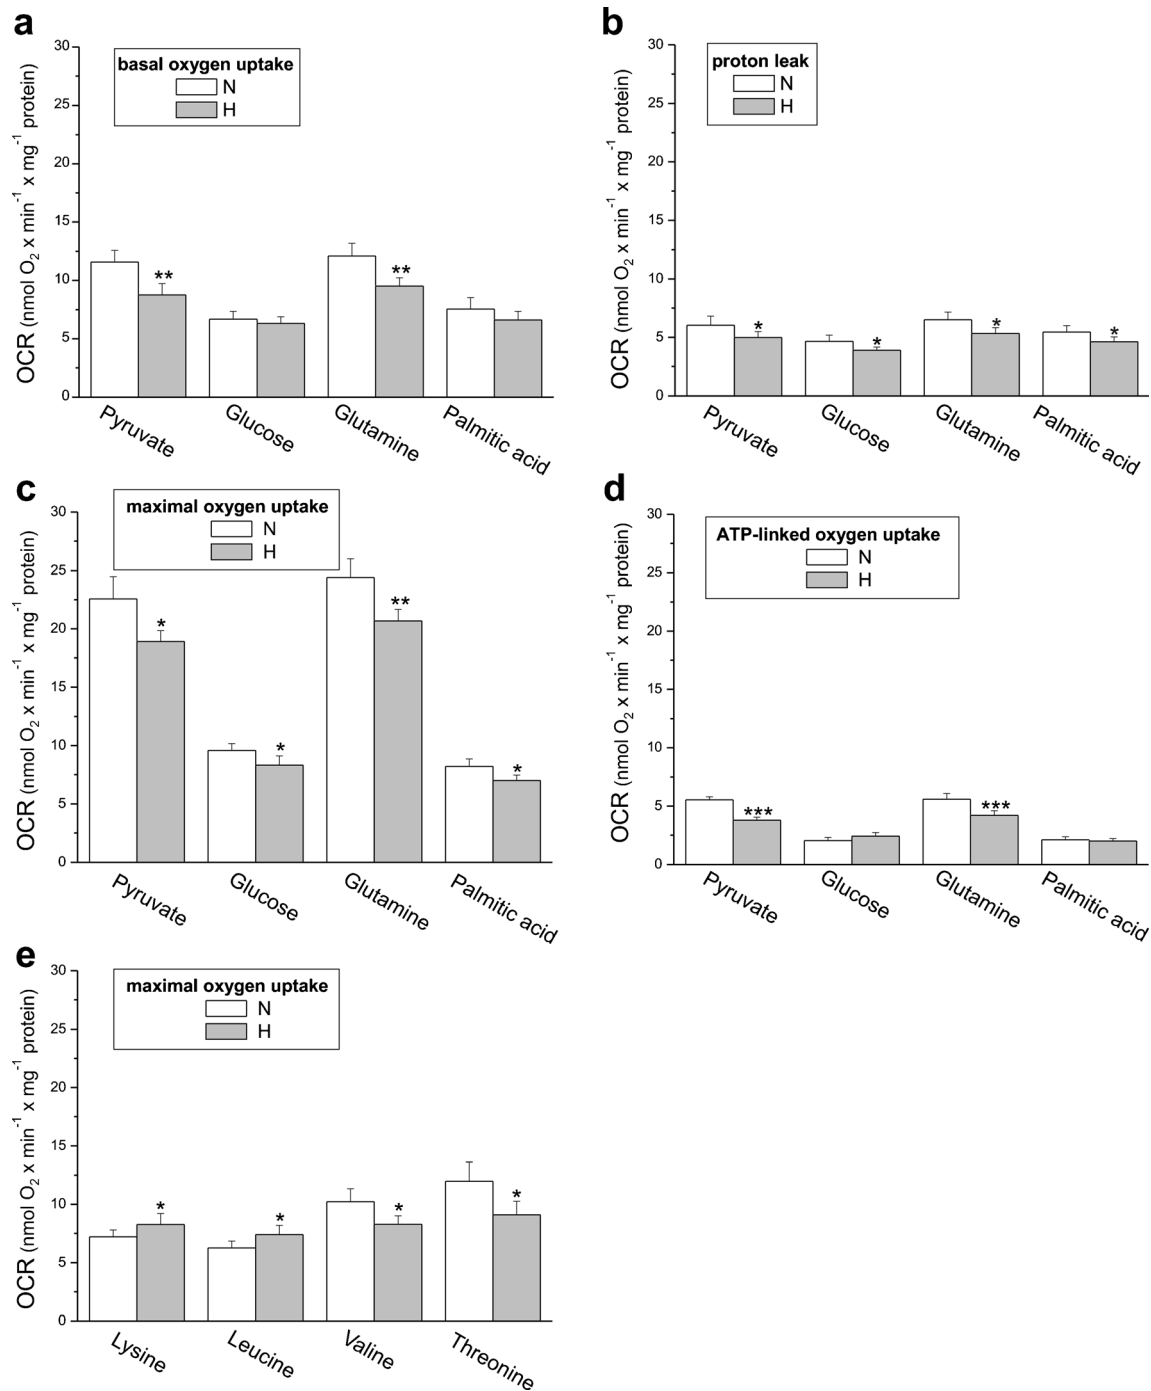 a
basal oxygen uptake
N
H
OCR (nmol O₂ x min⁻¹ x mg⁻¹ protein)
30
25
20
15
10
5
0
**
**
Pyruvate
Glucose
Glutamine
Palmitic acid
b
proton leak
N
H
OCR (nmol O₂ x min⁻¹ x mg⁻¹ protein)
30
25
20
15
10
5
0
*
*
*
*
Pyruvate
Glucose
Glutamine
Palmitic acid
c
maximal oxygen uptake
N
H
OCR (nmol O₂ x min⁻¹ x mg⁻¹ protein)
30
25
20
15
10
5
0
*
*
**
*
Pyruvate
Glucose
Glutamine
Palmitic acid
d
ATP-linked oxygen uptake
N
H
OCR (nmol O₂ x min⁻¹ x mg⁻¹ protein)
30
25
20
15
10
5
0
***
***
Pyruvate
Glucose
Glutamine
Palmitic acid
e
maximal oxygen uptake
N
H
OCR (nmol O₂ x min⁻¹ x mg⁻¹ protein)
30
25
20
15
10
5
0
*
*
*
*
Lysine
Leucine
Valine
Threonine